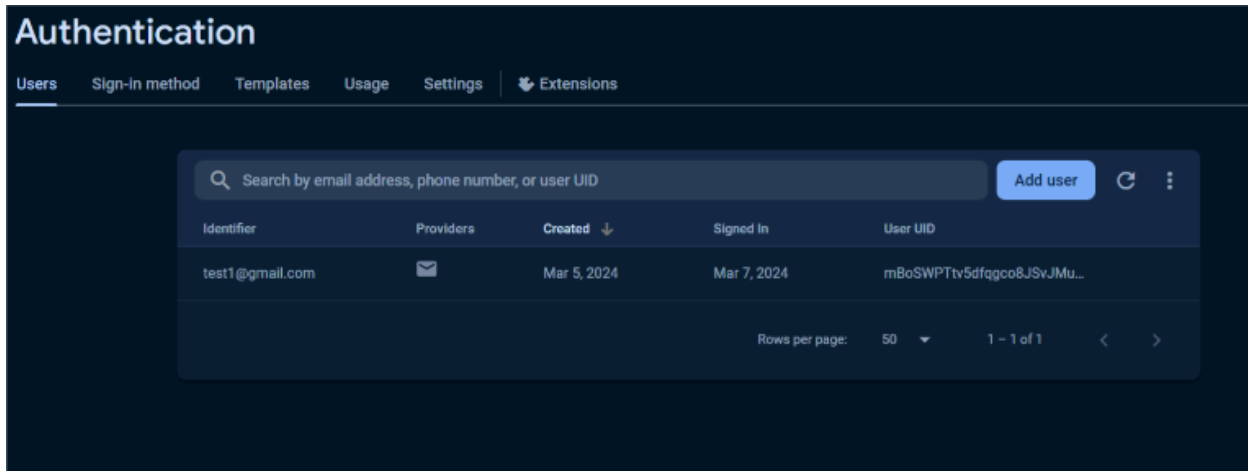 Authentication
Users Sign-in method Templates Usage Settings Extensions
Search by email address, phone number, or user UID Add user
Identifier Providers Created Signed In User UID
test1@gmail.com Mar 5, 2024 Mar 7, 2024 mBoSWPTtv5dfqgco8JSvJMu...
Rows per page: 50 1 – 1 of 1